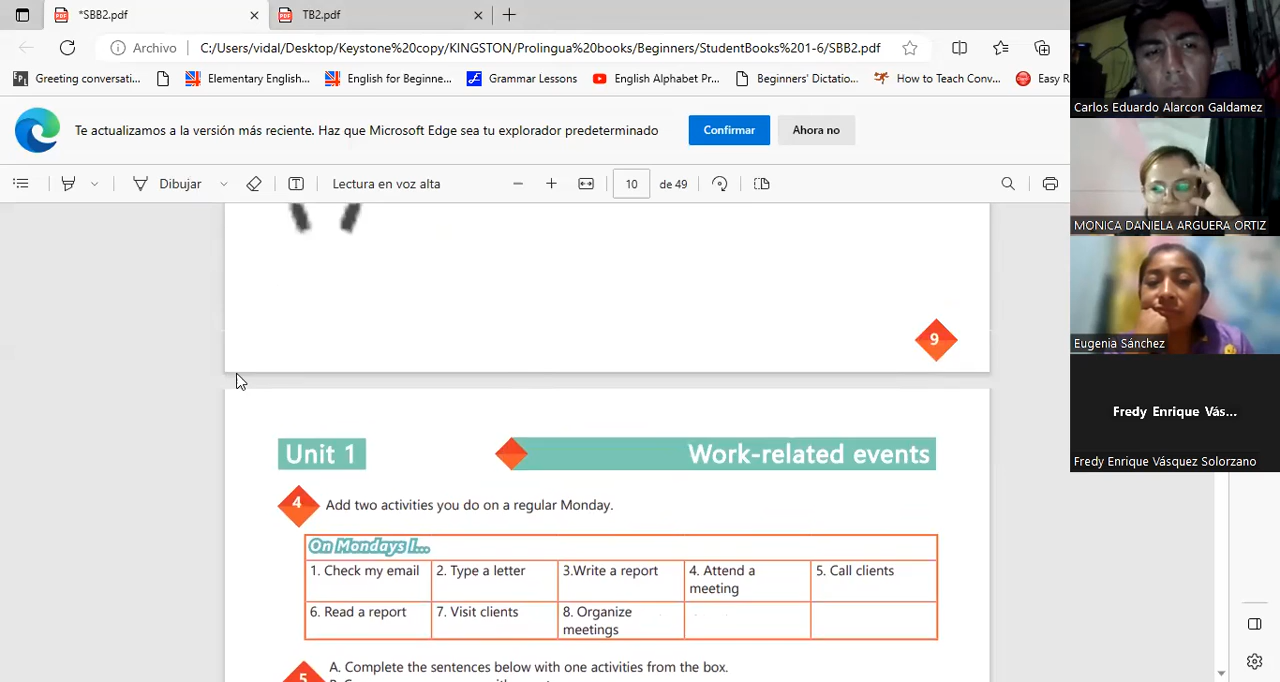 *SBB2.pdf
TB2.pdf
Archivo
C:/Users/vidal/Desktop/Keystone%20copy/KINGSTON/Prolingua%20books/Beginners/StudentBooks%201-6/SBB2.pdf
Greeting conversati...
Elementary English...
English for Beginne...
Grammar Lessons
English Alphabet Pr...
Beginners' Dictatio...
How to Teach Conv...
Easy R
Te actualizamos a la versión más reciente. Haz que Microsoft Edge sea tu explorador predeterminado
Confirmar
Ahora no
Dibujar
Lectura en voz alta
10
de 49
9
Unit 1
Work-related events
4
Add two activities you do on a regular Monday.
On Mondays I...
1. Check my email
2. Type a letter
3.Write a report
4. Attend a
meeting
5. Call clients
6. Read a report
7. Visit clients
8. Organize
meetings
5
A. Complete the sentences below with one activities from the box.
Carlos Eduardo Alarcon Galdamez
MONICA DANIELA ARGUERA ORTIZ
Eugenia Sánchez
Fredy Enrique Vás...
Fredy Enrique Vásquez Solorzano